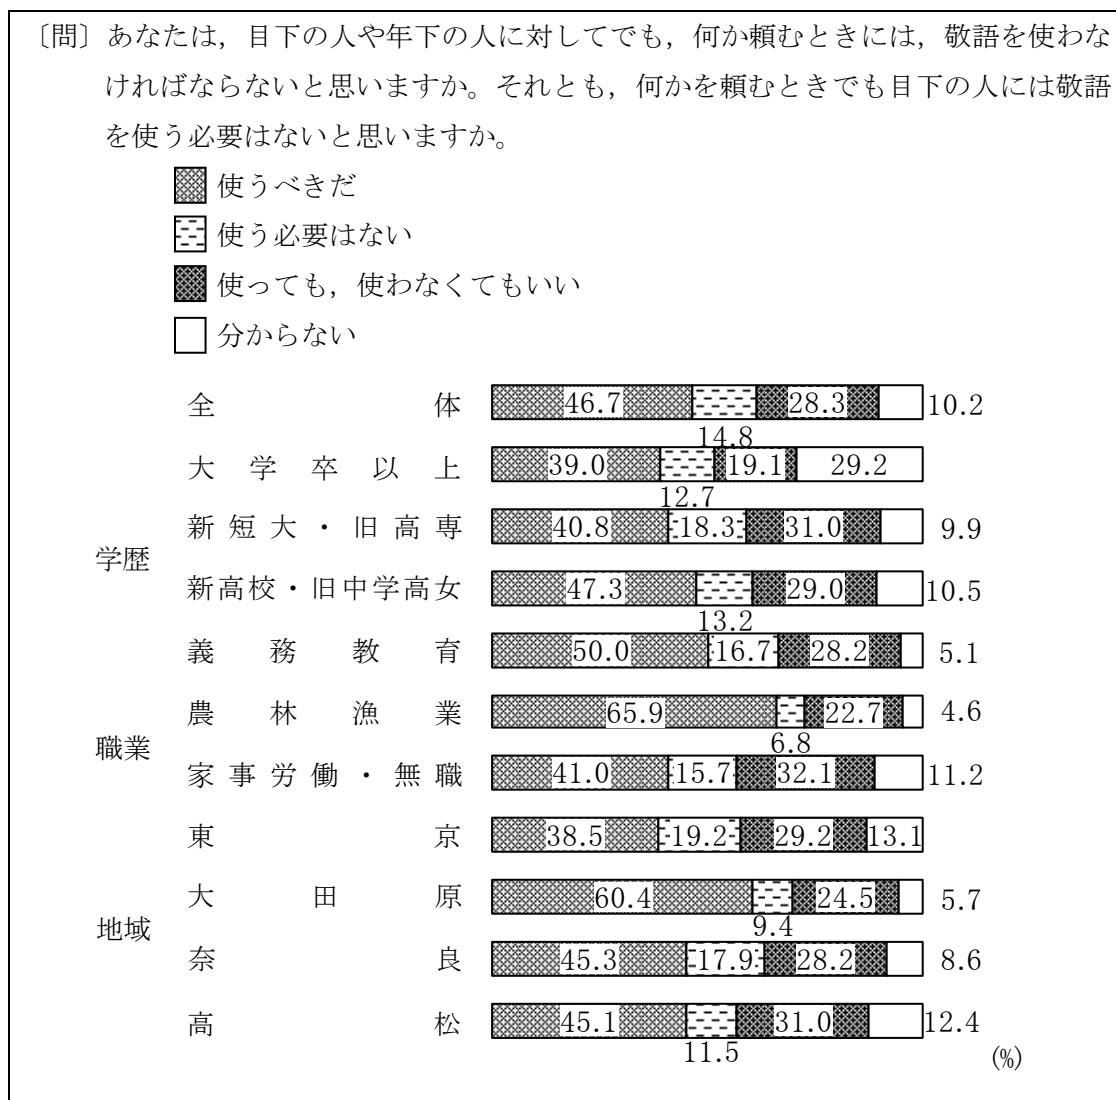 〔問〕あなたは，目下の人や年下の人に対してでも，何か頼むときには，敬語を使わな
ければならないと思いますか。それとも，何かを頼むときでも目下の人には敬語
を使う必要はないと思いますか。
使うべきだ
使う必要はない
使っても，使わなくてもいい
分からない
全体 46.7 14.8 28.3 10.2
学歴
大学卒以上 39.0 12.7 19.1 29.2
新短大・旧高専 40.8 18.3 31.0 9.9
新高校・旧中学高女 47.3 13.2 29.0 10.5
義務教育 50.0 16.7 28.2 5.1
職業
農林漁業 65.9 6.8 22.7 4.6
家事労働・無職 41.0 15.7 32.1 11.2
地域
東京 38.5 19.2 29.2 13.1
大田原 60.4 9.4 24.5 5.7
奈良 45.3 17.9 28.2 8.6
高松 45.1 11.5 31.0 12.4
(%)